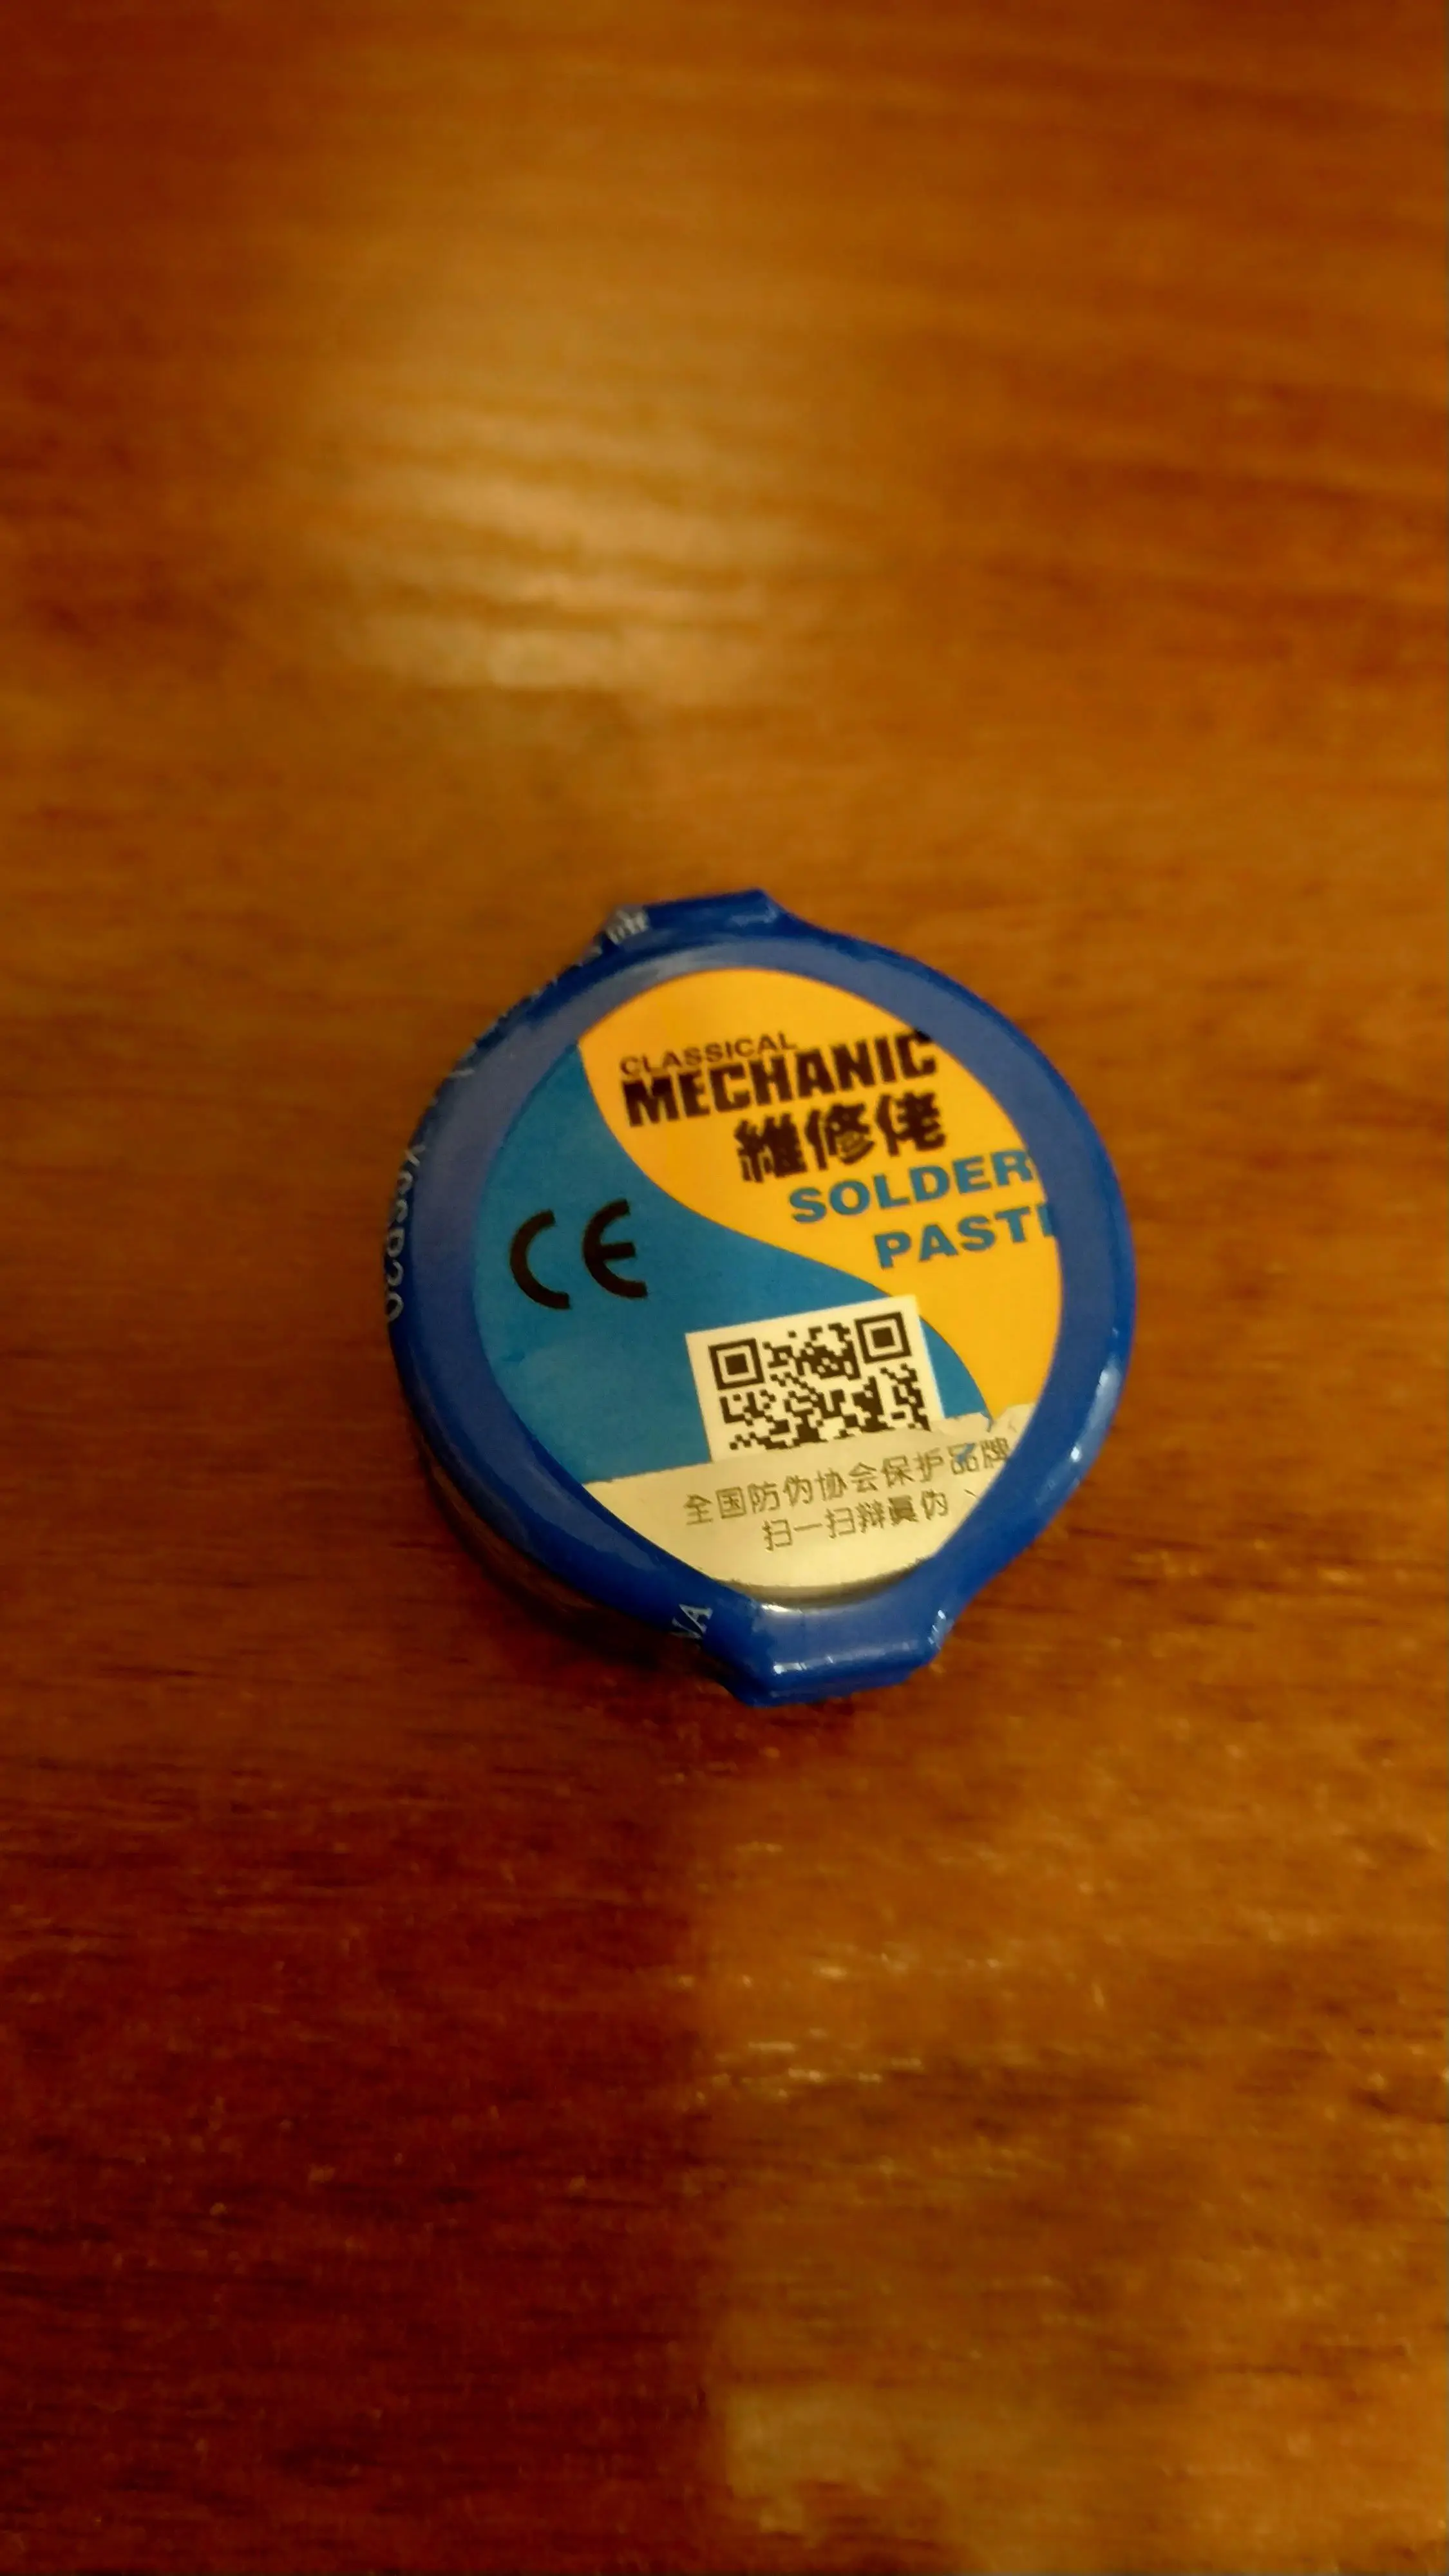 CLASSICAL
MECHANIC
維修佬
SOLDER
PAST
CE
全国防伪协会保护品牌
扫一扫辩真伪